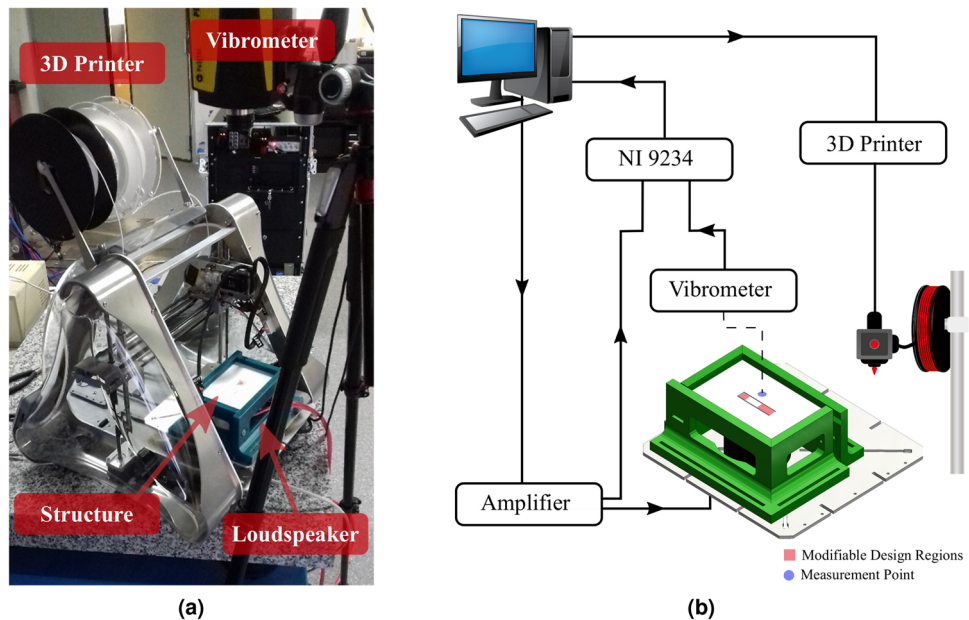 3D Printer
Vibrometer
Structure
Loudspeaker
(a)
NI 9234
3D Printer
Vibrometer
Amplifier
Modifiable Design Regions
Measurement Point
(b)